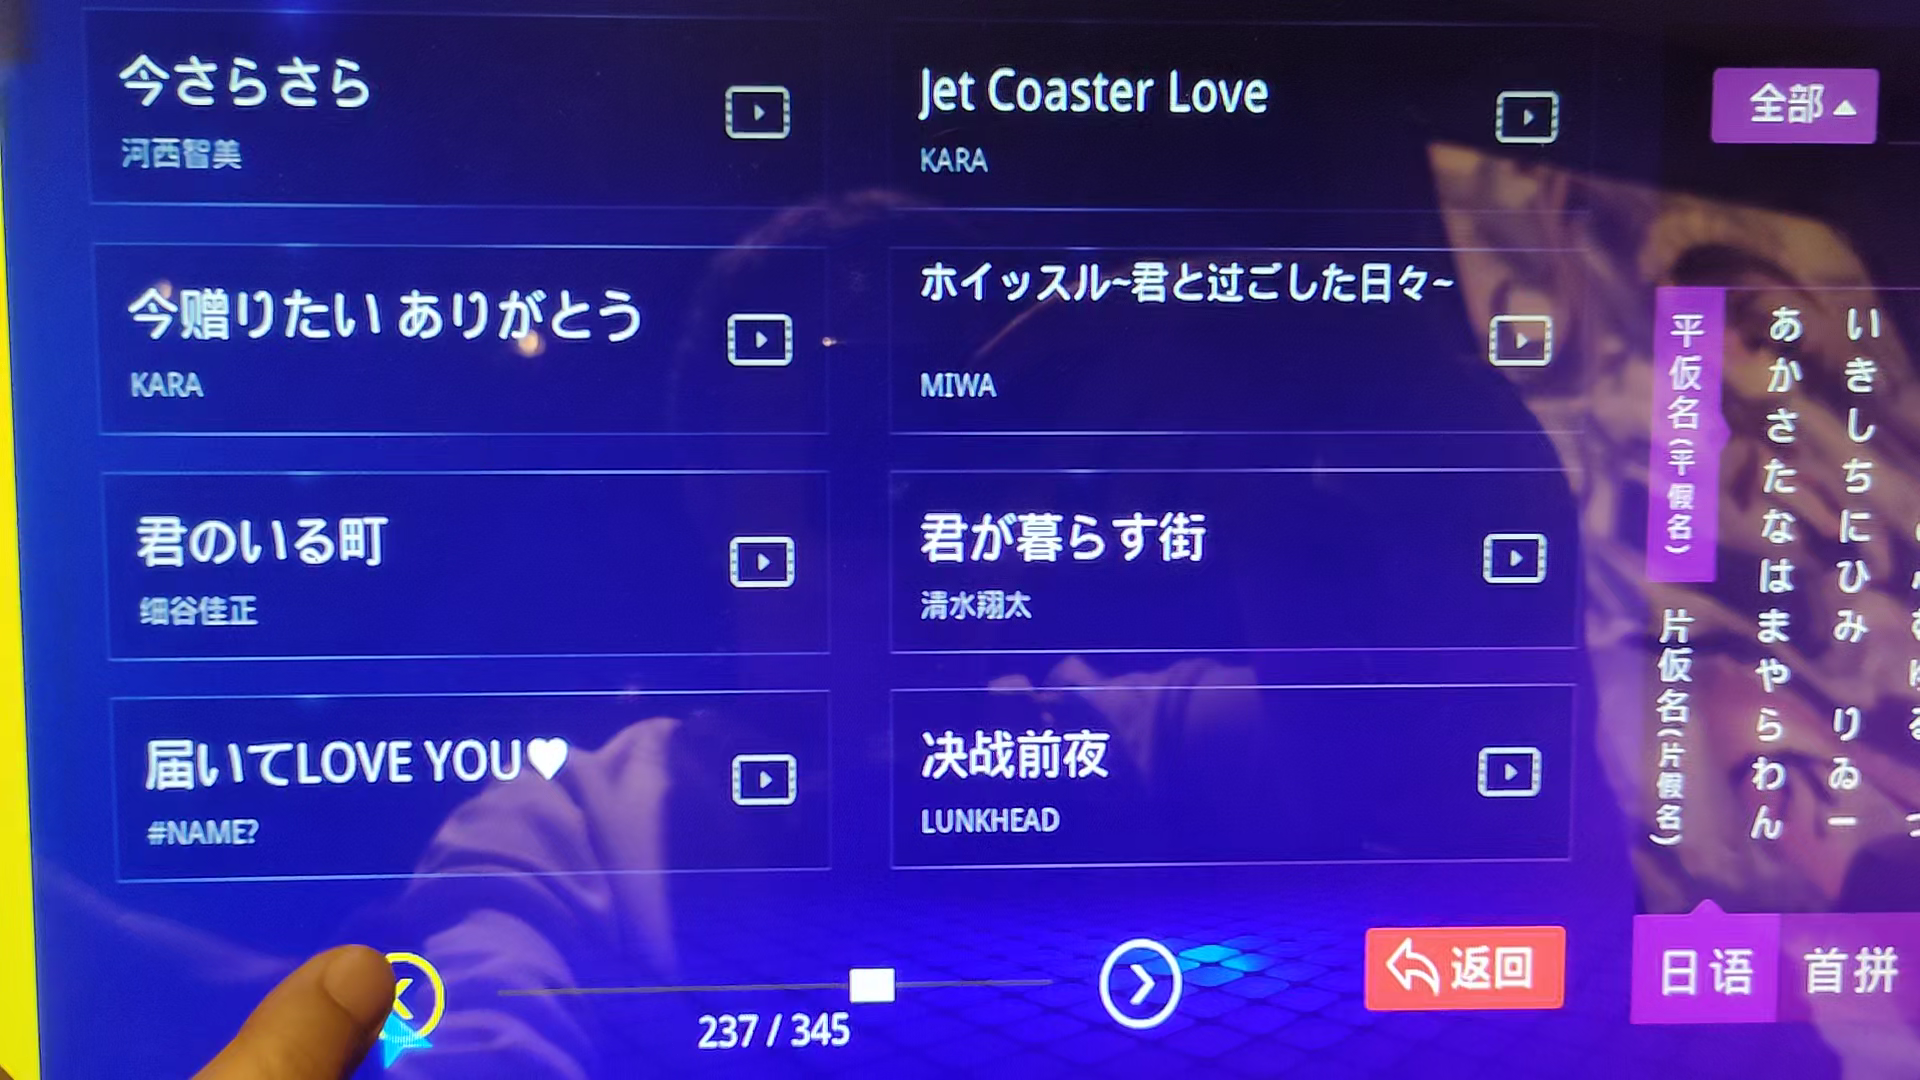 今さらさら
河西智美
Jet Coaster Love
KARA
今赠りたい ありがとう
KARA
ホイッスル~君と过ごした日々~
MIWA
君のいる町
细谷佳正
君が暮らす街
清水翔太
届いてLOVE YOU♥
#NAME?
决战前夜
LUNKHEAD
237 / 345
返回
全部
平仮名(平假名)
片仮名(片假名)
あかさたなはまやらわん
いきしちにひみ りゐー
日语
首拼